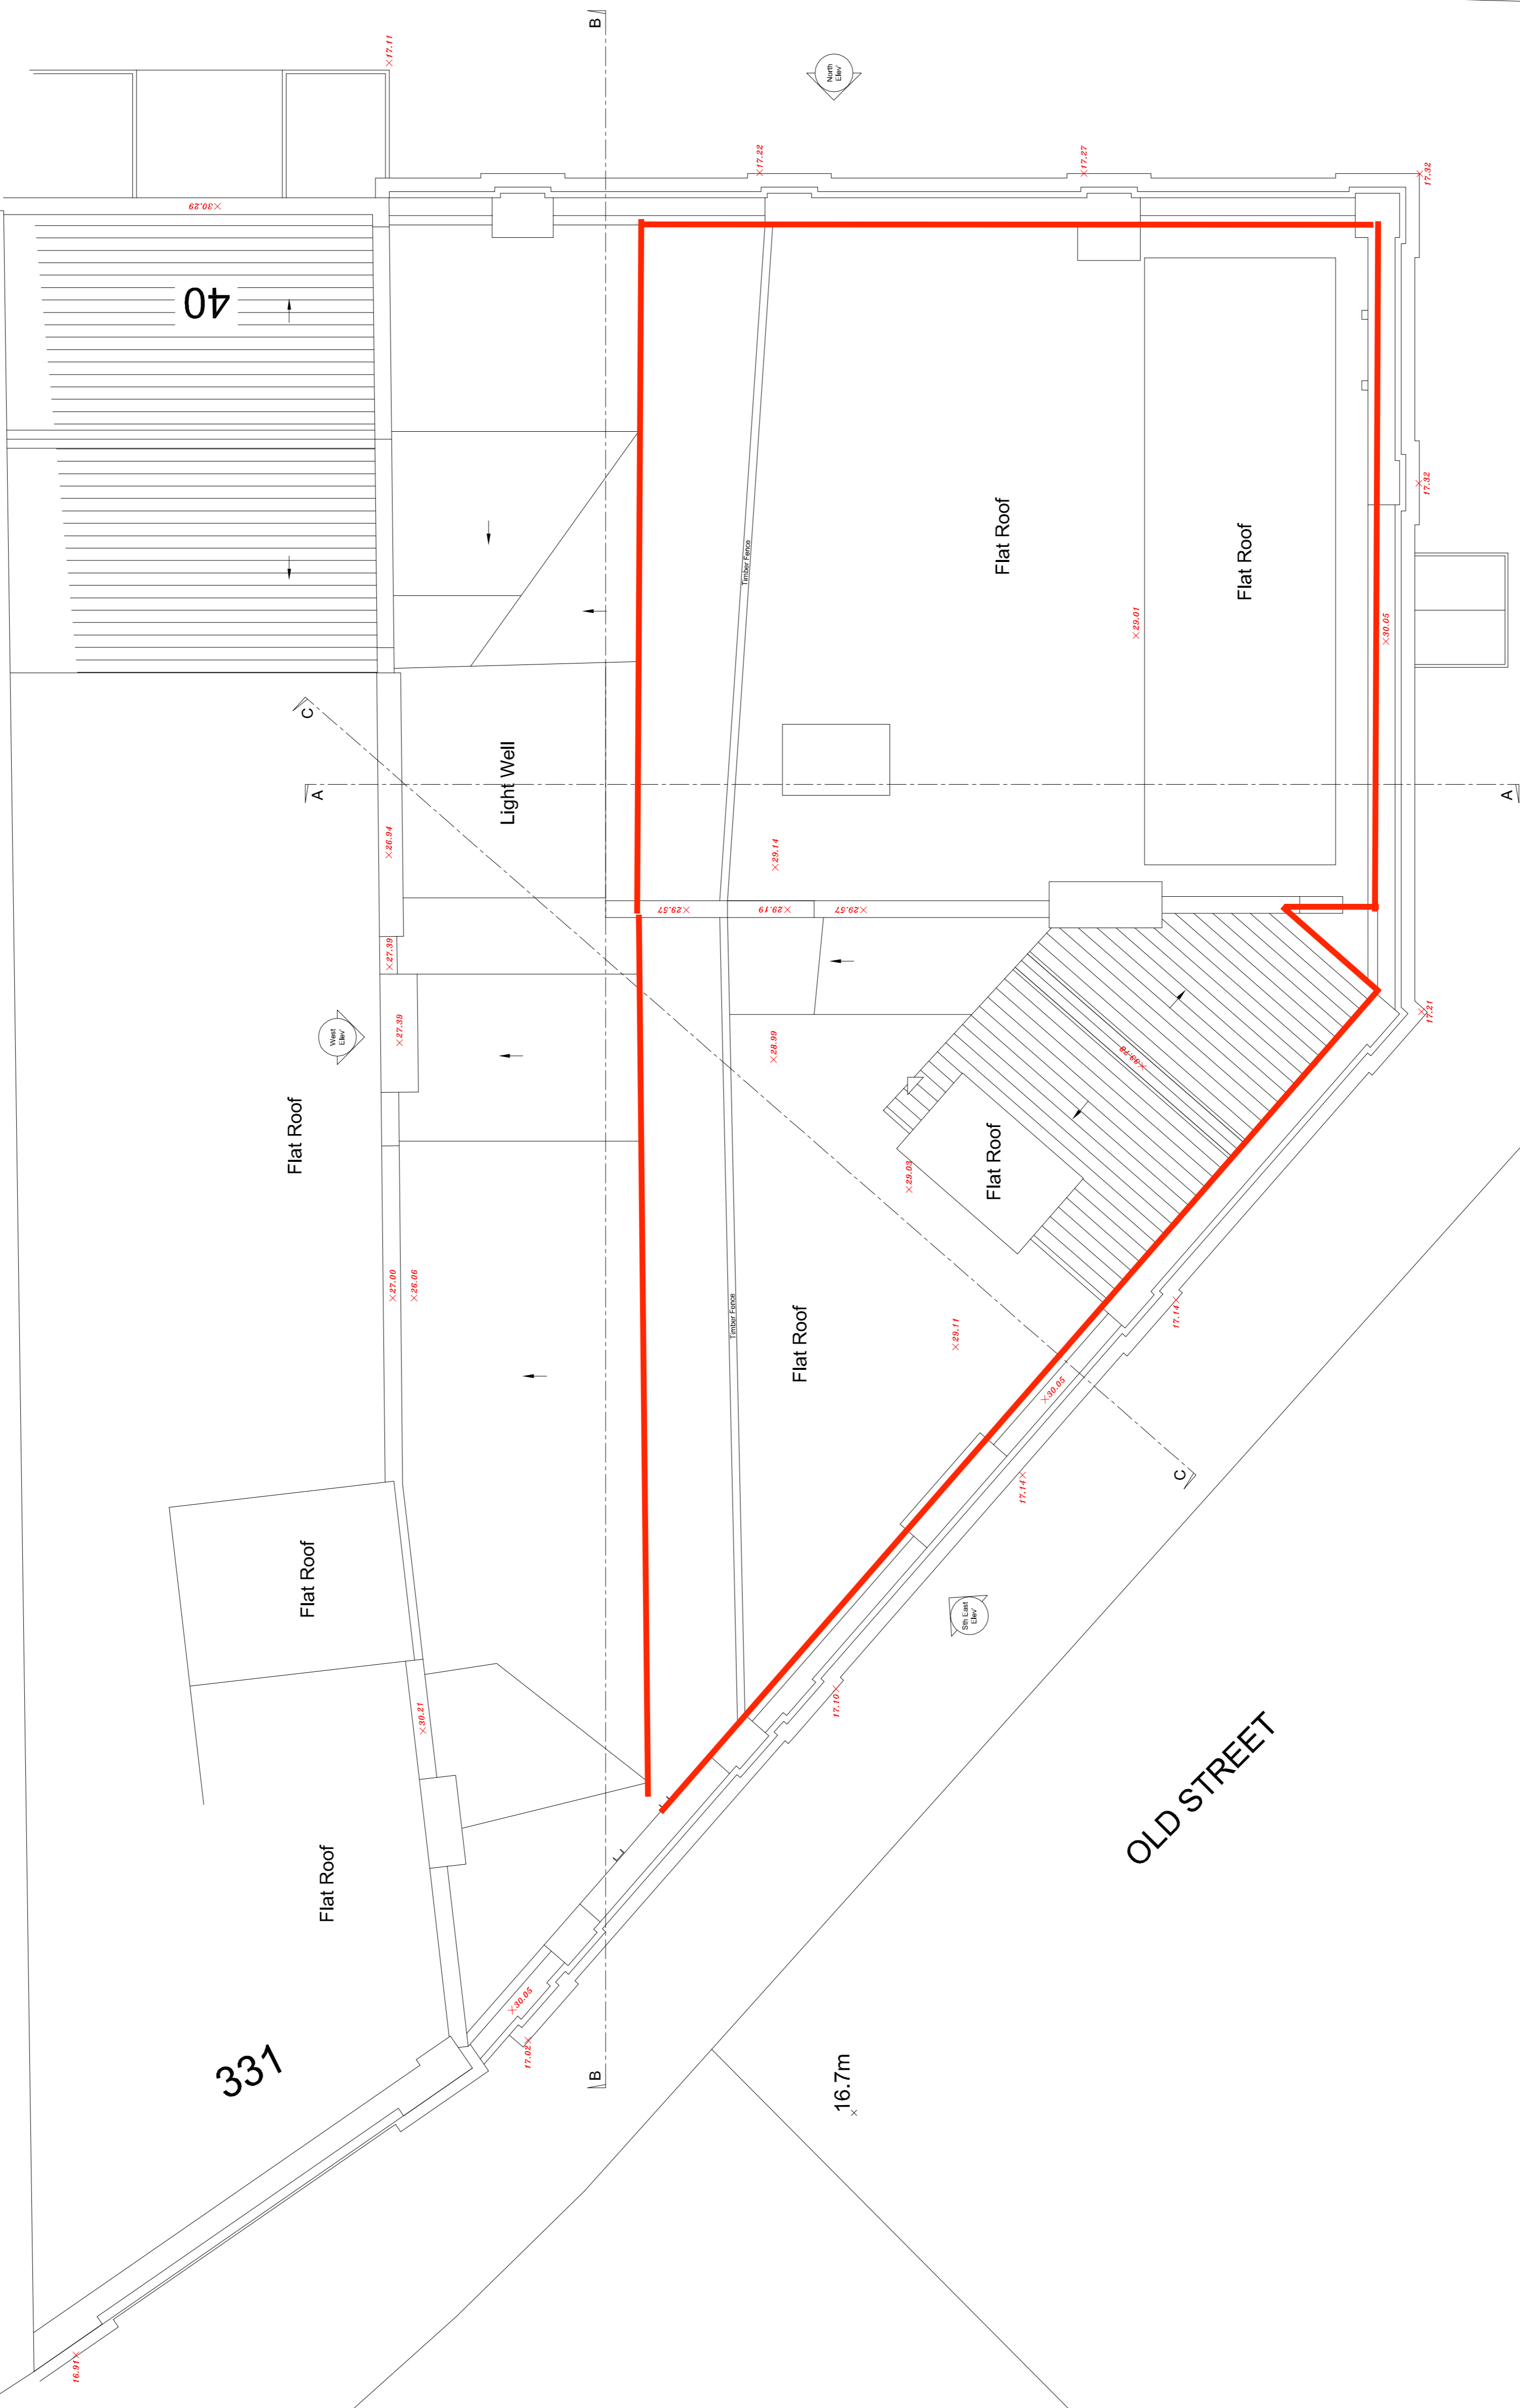 B
×17.11
North
Elev'
×17.22
×17.27
17.32
×30.29
40
17.32
Timber Fence
Flat Roof
Flat Roof
×29.01
×30.05
C
Light Well
A
A
×26.94
×29.14
×29.57
×29.19
×29.57
×27.39
17.21
West
Elev'
×27.39
×28.99
Flat Roof
Flat Roof
×29.03
×27.00
×26.06
Timber Fence
Flat Roof
×29.11
17.14×
×30.05
C
17.14×
Flat Roof
Sth East
Elev'
×30.21
17.10×
OLD STREET
Flat Roof
×30.05
17.02×
331
B
16.7m
×
16.91×